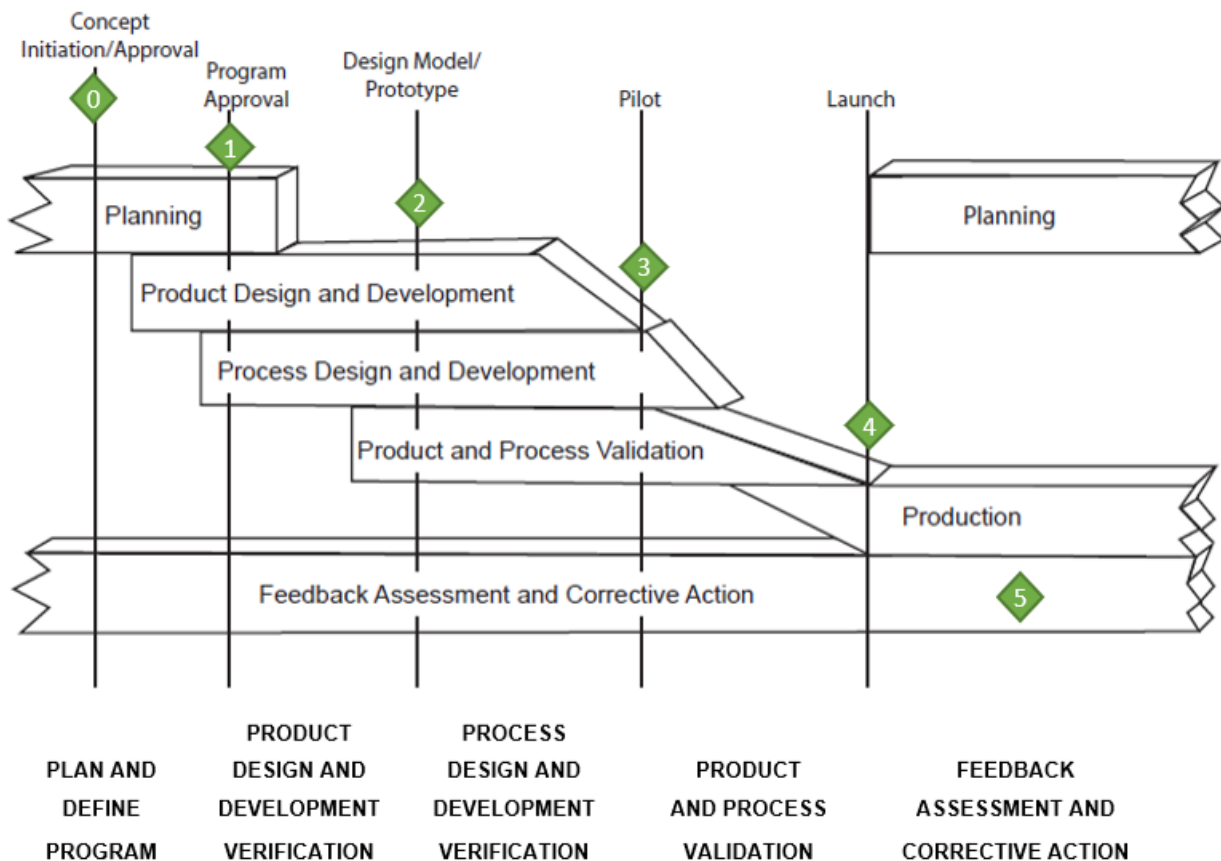 Concept
Initiation/Approval
Program
Approval
Design Model/
Prototype
Pilot
Launch
0
1
2
3
4
5
Planning
Planning
Product Design and Development
Process Design and Development
Product and Process Validation
Production
Feedback Assessment and Corrective Action
PLAN AND
DEFINE
PROGRAM
PRODUCT
DESIGN AND
DEVELOPMENT
VERIFICATION
PROCESS
DESIGN AND
DEVELOPMENT
VERIFICATION
PRODUCT
AND PROCESS
VALIDATION
FEEDBACK
ASSESSMENT AND
CORRECTIVE ACTION